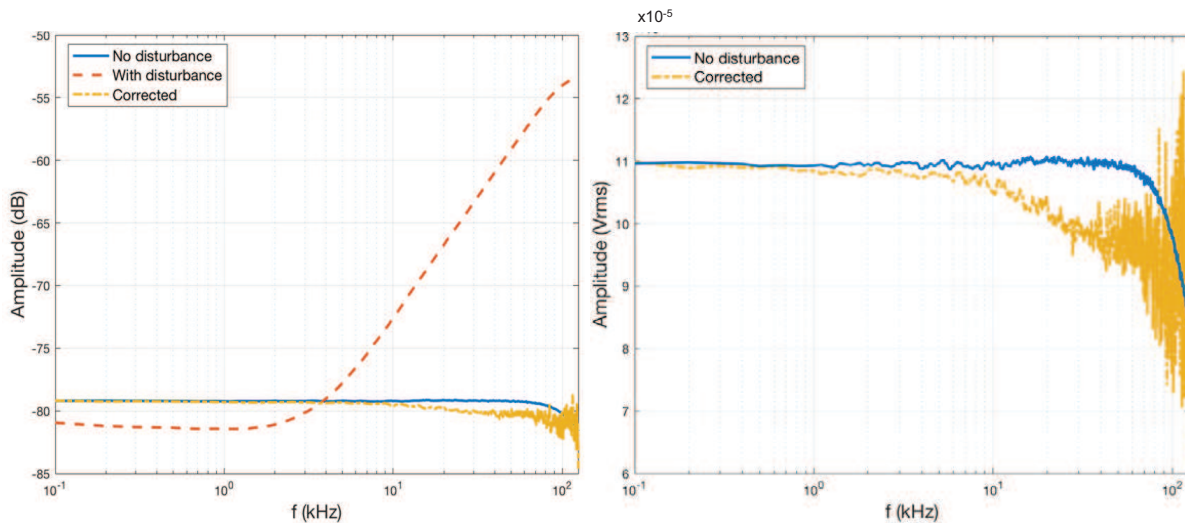 -50
-55
-60
-65
-70
-75
-80
-85
Amplitude (dB)
No disturbance
With disturbance
Corrected
10-1
100
101
102
f (kHz)
x10-5
13
12
11
10
9
8
7
6
Amplitude (Vrms)
No disturbance
Corrected
10-1
100
101
102
f (kHz)